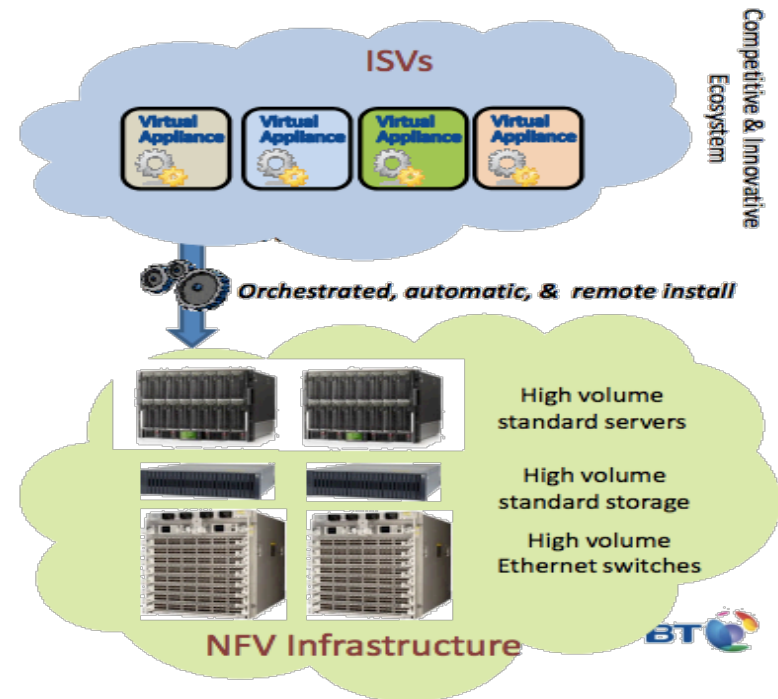 ISVs
Virtual
Appliance
Virtual
Appliance
Virtual
Appliance
Virtual
Appliance
Competitive & Innovative
Ecosystem
Orchestrated, automatic, & remote install
High volume
standard servers
High volume
standard storage
High volume
Ethernet switches
NFV Infrastructure
BT